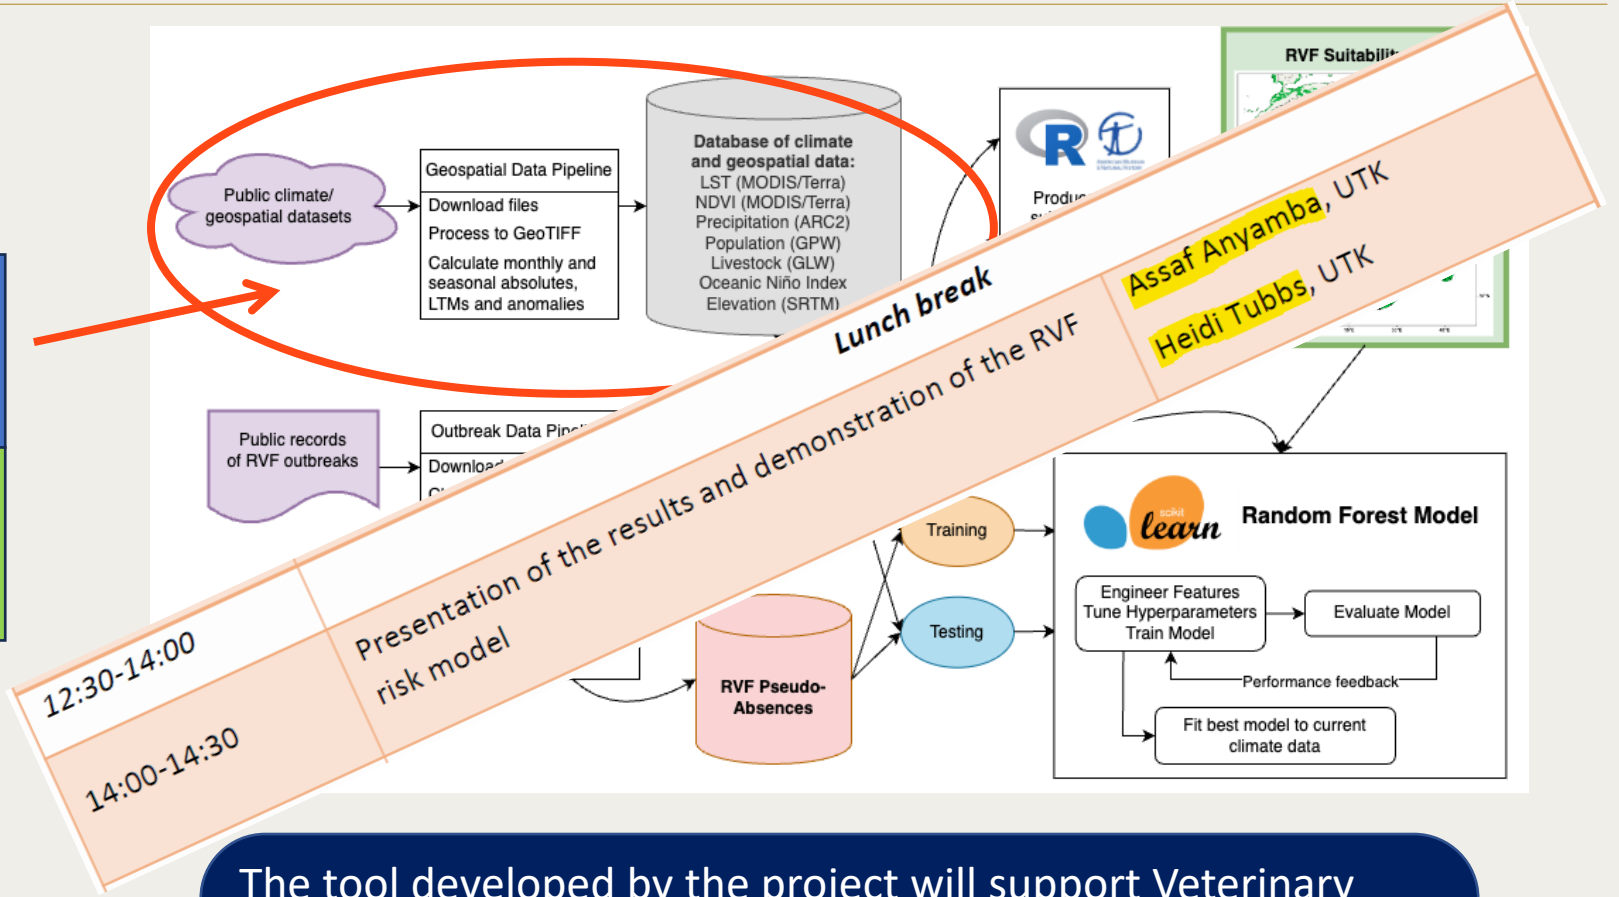 RVF Suitability
Public climate/
geospatial datasets
Geospatial Data Pipeline
Download files
Process to GeoTIFF
Calculate monthly and
seasonal absolutes,
LTMs and anomalies
Database of climate
and geospatial data:
LST (MODIS/Terra)
NDVI (MODIS/Terra)
Precipitation (ARC2)
Population (GPW)
Livestock (GLW)
Oceanic Niño Index
Elevation (SRTM)
R
Public records
of RVF outbreaks
Outbreak Data
Download
12:30-14:00
Lunch break
14:00-14:30
Presentation of the results and demonstration of the RVF
risk model
Assaf Anyamba, UTK
Heidi Tubbs, UTK
RVF Pseudo-
Absences
Training
Testing
scikit
learn
Random Forest Model
Engineer Features
Tune Hyperparameters
Train Model
Evaluate Model
Performance feedback
Fit best model to current
climate data
The tool developed by the project will support Veterinary